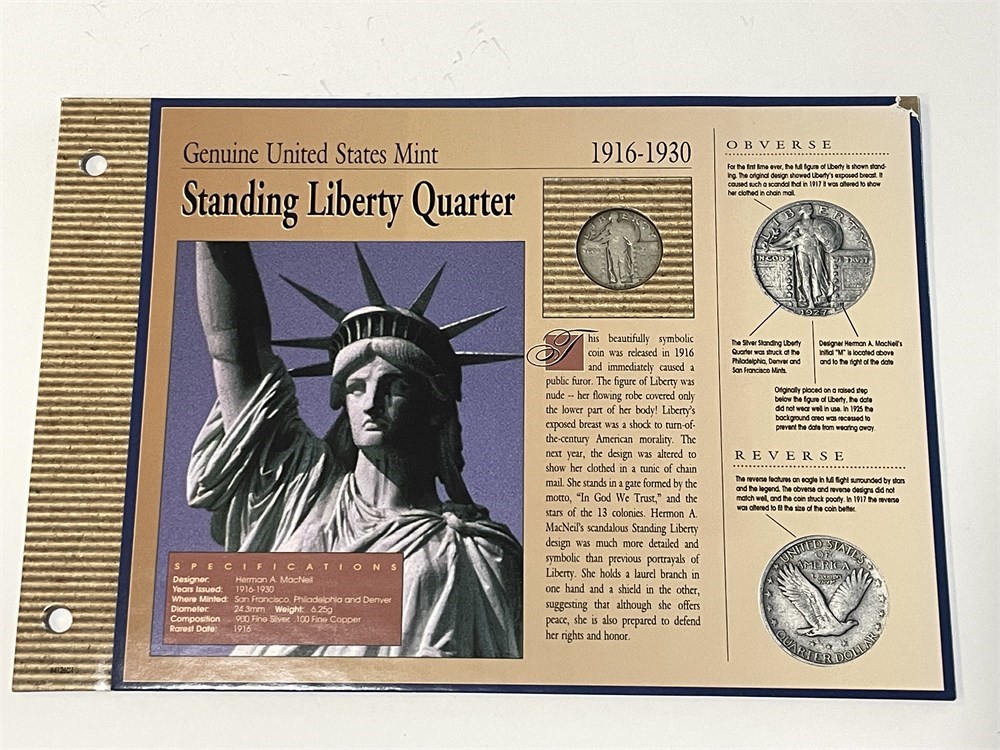 Genuine United States Mint
1916-1930
Standing Liberty Quarter
LIBERTY
This beautifully symbolic
coin was released in 1916
and immediately caused a
public furor. The figure of Liberty was
nude -- her flowing robe covered only
the lower part of her body! Liberty's
exposed breast was a shock to turn-of-
the-century American morality. The
next year, the design was altered to
show her clothed in a tunic of chain
mail. She stands in a gate formed by the
motto, "In God We Trust," and the
stars of the 13 colonies. Hermon A.
MacNeil's scandalous Standing Liberty
design was much more detailed and
symbolic than previous portrayals of
Liberty. She holds a laurel branch in
one hand and a shield in the other,
suggesting that although she offers
peace, she is also prepared to defend
her rights and honor.
SPECIFICATIONS
Designer: Herman A. MacNeil
Years Issued: 1916-1930
Where Minted: San Francisco, Philadelphia and Denver
Diameter: 24.3mm Weight: 6.25g
Composition .900 Fine Silver, .100 Fine Copper
Rarest Date: 1916
OBVERSE
For the first time ever, the full figure of Liberty is shown stand-
ing. The original design showed Liberty's exposed breast. It
caused such a scandal that in 1917 it was altered to show
her clothed in chain mail.
LIBERTY
IN GOD WE TRUST
1927
The Silver Standing Liberty
Quarter was struck at the
Philadelphia, Denver and
San Francisco Mints.
Designer Herman A. MacNeil's
initial "M" is located above
and to the right of the date
Originally placed on a raised step
below the figure of Liberty, the date
did not wear well in use. In 1925 the
background area was recessed to
prevent the date from wearing away.
REVERSE
The reverse features an eagle in full flight surrounded by stars
and the legend. The obverse and reverse designs did not
match well, and the coin struck poorly. In 1917 the reverse
was altered to fit the size of the coin better.
UNITED STATES
OF
AMERICA
E PLURIBUS
UNUM
QUARTER DOLLAR